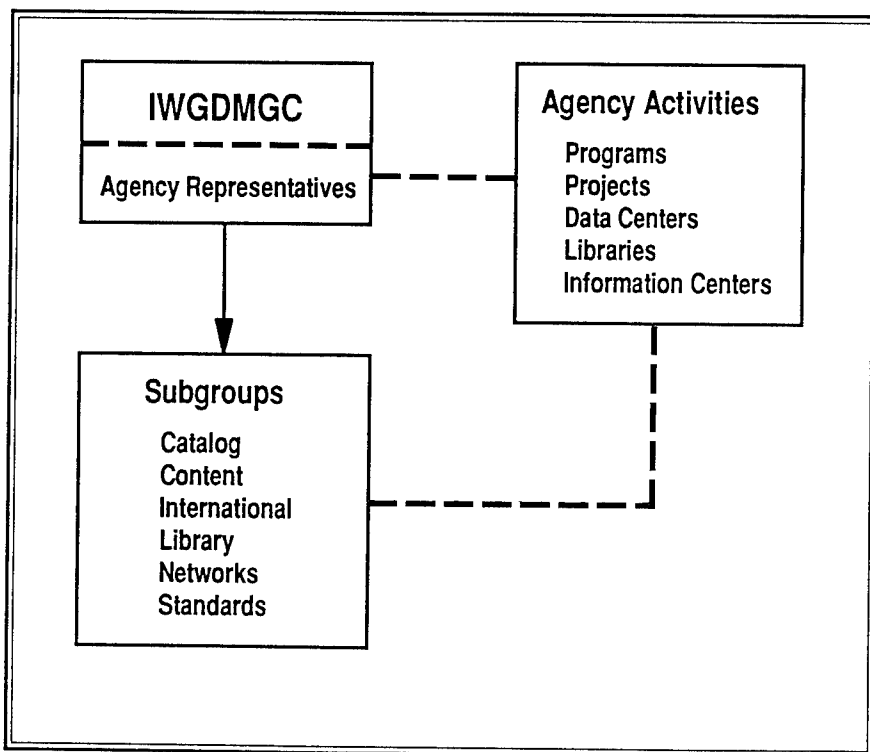 IWGDMGC
Agency Representatives
Agency Activities
Programs
Projects
Data Centers
Libraries
Information Centers
Subgroups
Catalog
Content
International
Library
Networks
Standards